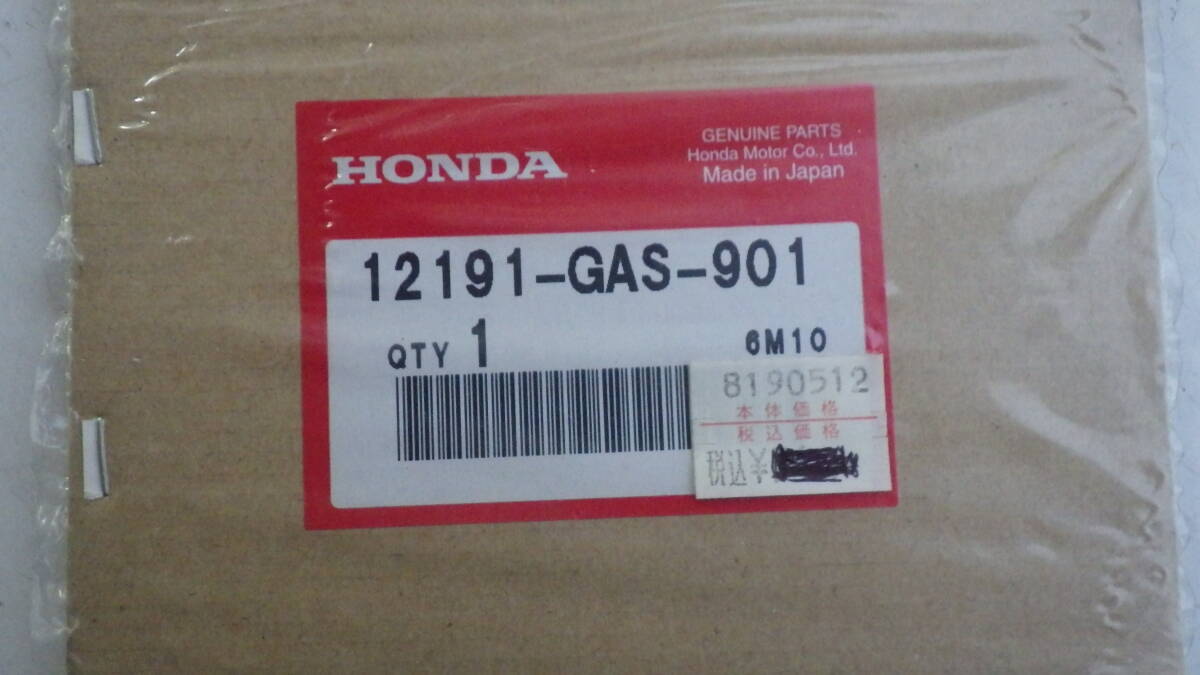 HONDA
GENUINE PARTS
Honda Motor Co., Ltd.
Made in Japan
12191-GAS-901
QTY 1
6M10
8190512
本体価格
税込価格
税込¥